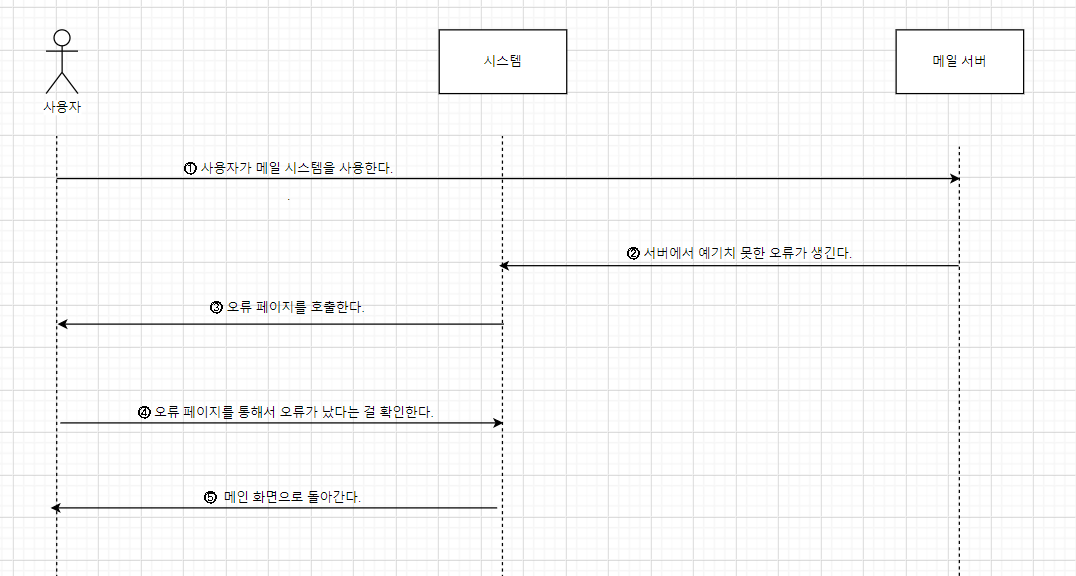 사용자
시스템
메일 서버
① 사용자가 메일 시스템을 사용한다.
② 서버에서 예기치 못한 오류가 생긴다.
③ 오류 페이지를 호출한다.
④ 오류 페이지를 통해서 오류가 났다는 걸 확인한다.
⑤ 메인 화면으로 돌아간다.